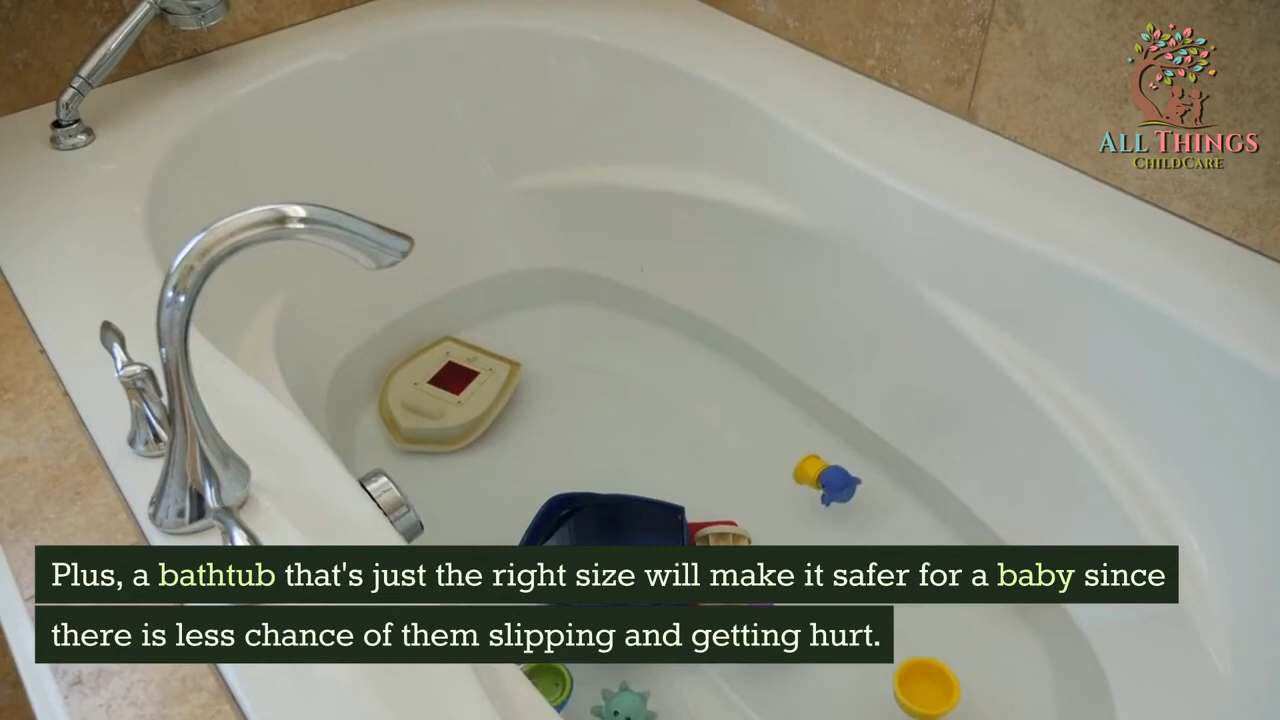 ALL THINGS
CHILDCARE
Plus, a bathtub that's just the right size will make it safer for a baby since
there is less chance of them slipping and getting hurt.